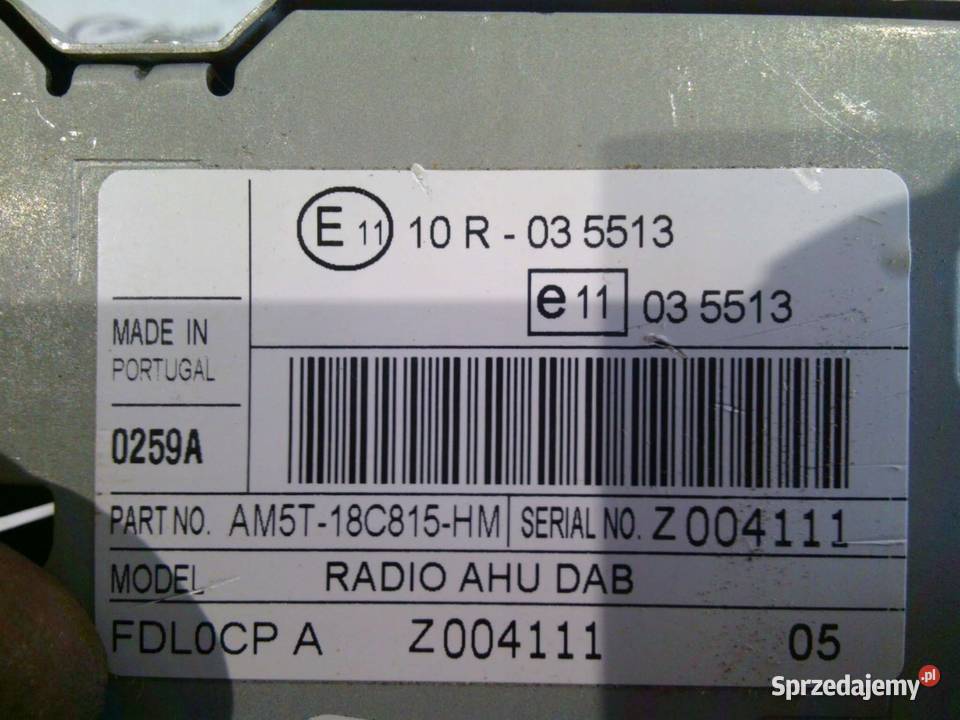 E 11 10 R - 03 5513
e 11 03 5513
MADE IN
PORTUGAL
0259A
PART NO. AM5T-18C815-HM SERIAL NO. Z004111
MODEL RADIO AHU DAB
FDL0CP A Z004111 05
Sprzedajemy.pl